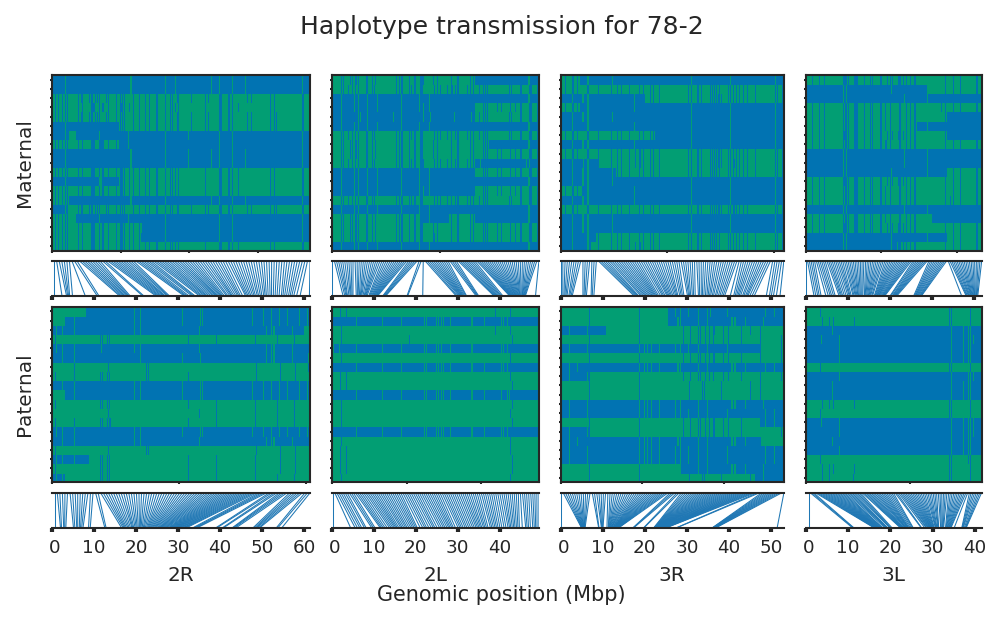 Haplotype transmission for 78-2
Maternal
Paternal
0 10 20 30 40 50 60 0 10 20 30 40 0 10 20 30 40 50 0 10 20 30 40
2R 2L 3R 3L
Genomic position (Mbp)